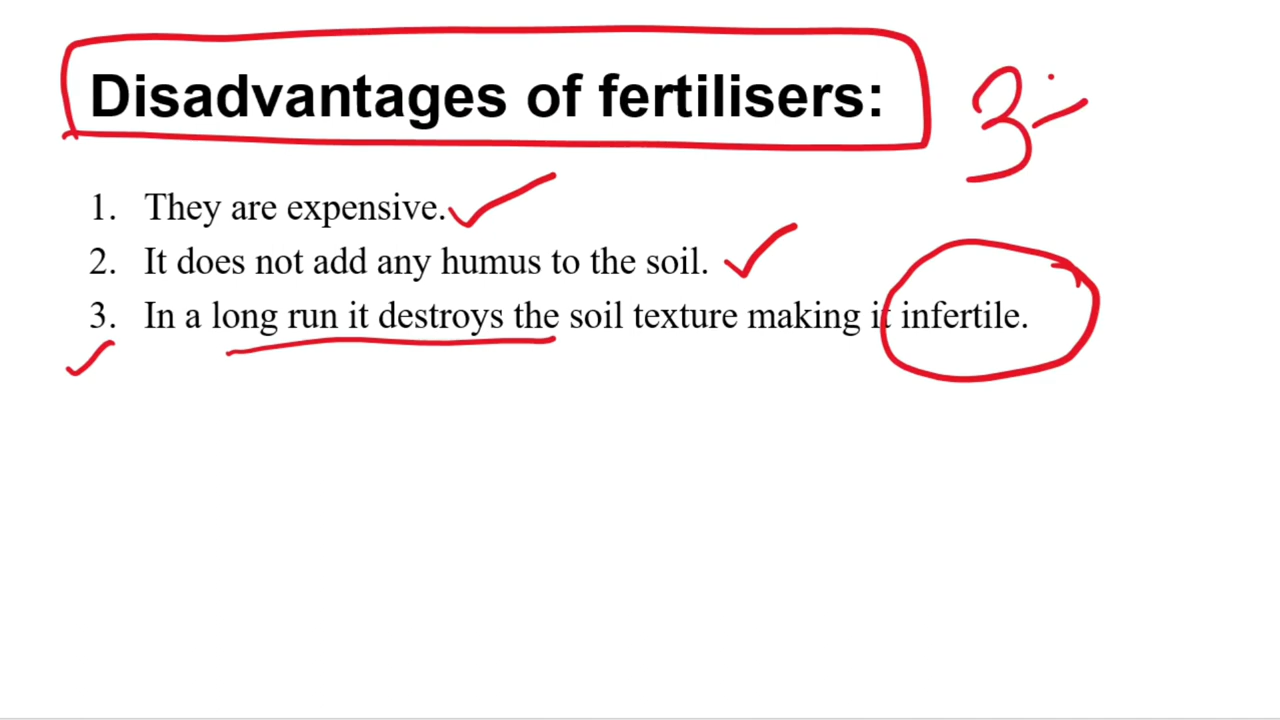 Disadvantages of fertilisers:
3
1. They are expensive.
2. It does not add any humus to the soil.
3. In a long run it destroys the soil texture making it infertile.